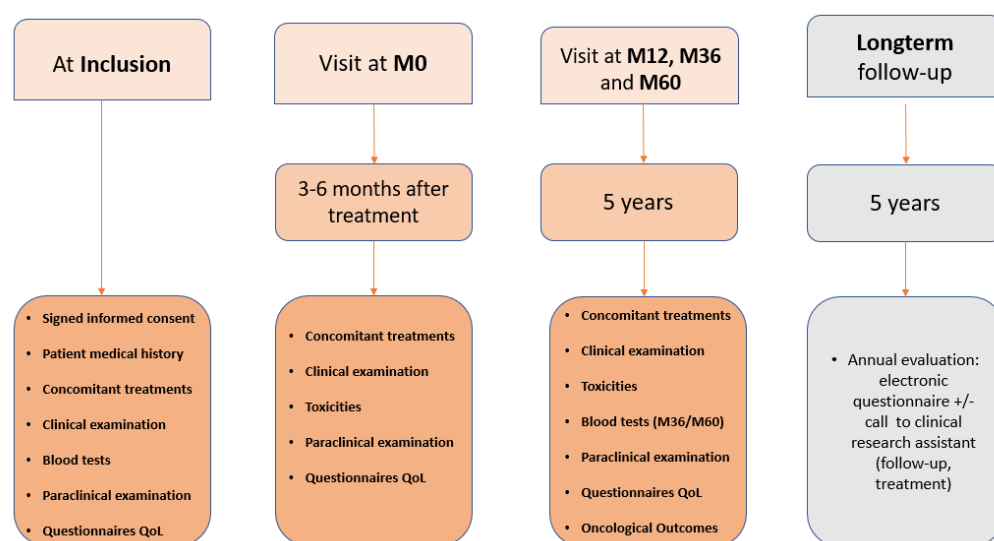 At Inclusion
Visit at M0
Visit at M12, M36
and M60
Longterm
follow-up
3-6 months after
treatment
5 years
5 years
• Signed informed consent
• Patient medical history
• Concomitant treatments
• Clinical examination
• Blood tests
• Paraclinical examination
• Questionnaires QoL
• Concomitant treatments
• Clinical examination
• Toxicities
• Paraclinical examination
• Questionnaires QoL
• Concomitant treatments
• Clinical examination
• Toxicities
• Blood tests (M36/M60)
• Paraclinical examination
• Questionnaires QoL
• Oncological Outcomes
• Annual evaluation:
electronic
questionnaire +/-
call to clinical
research assistant
(follow-up,
treatment)